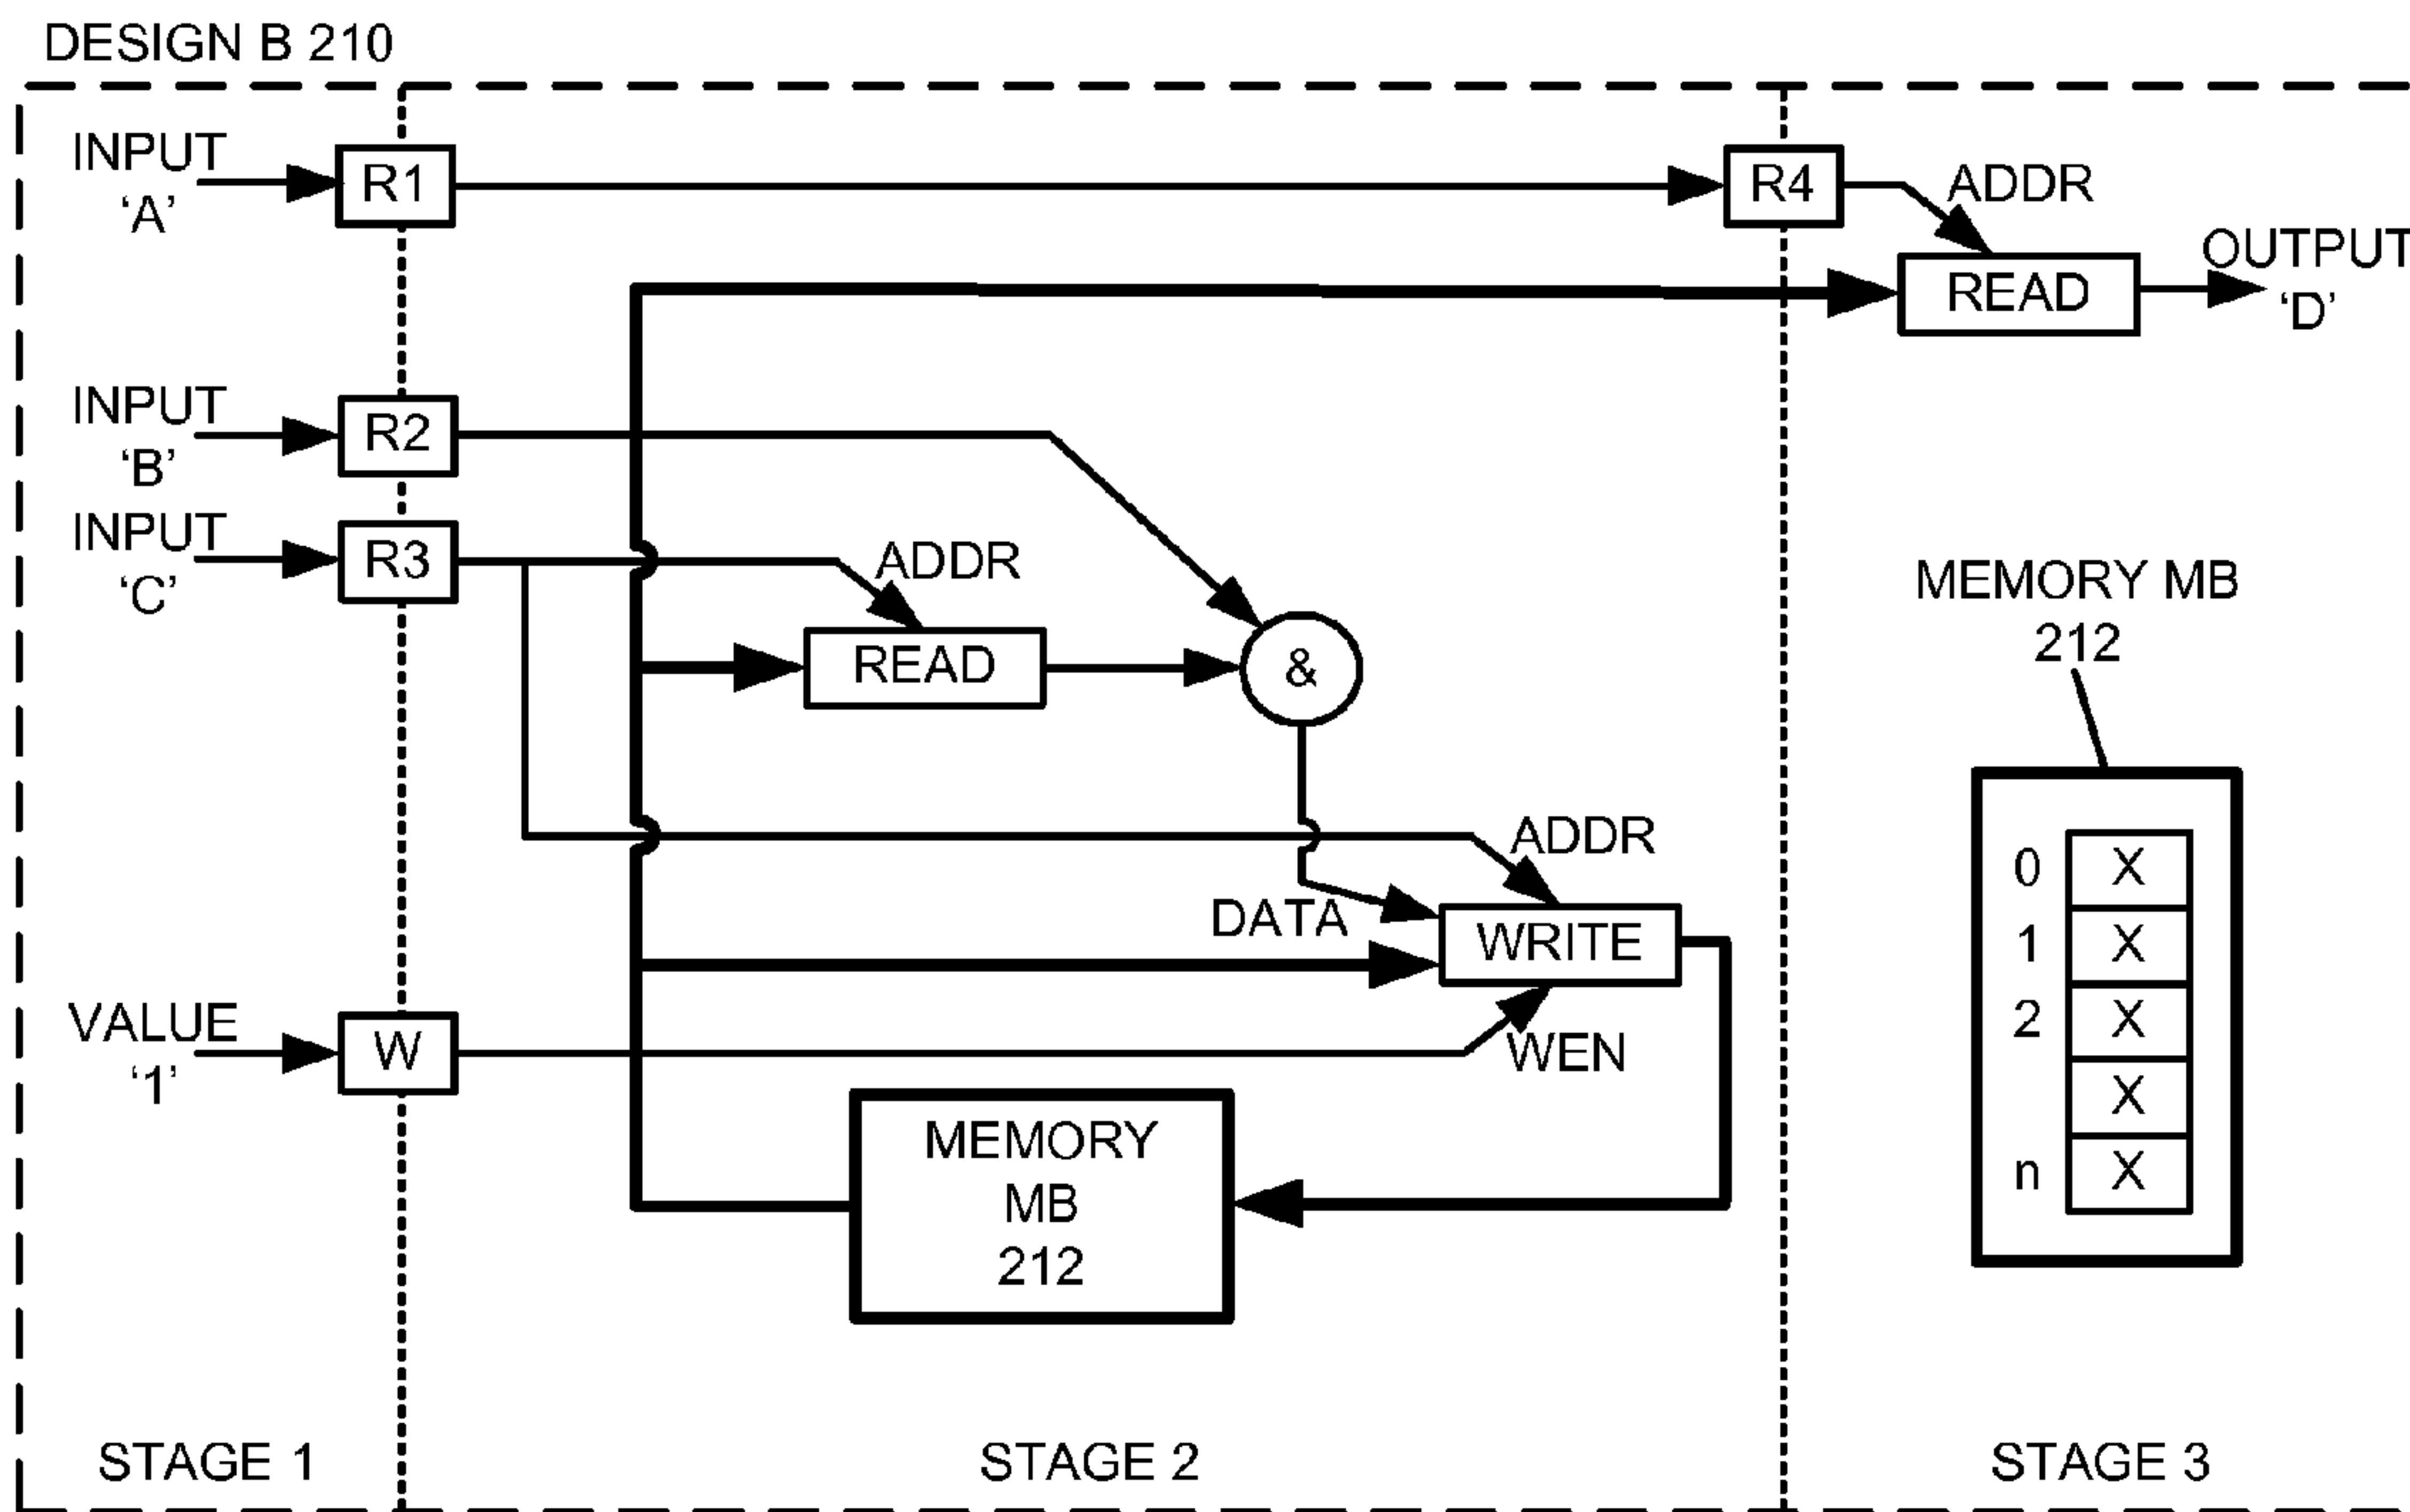 DESIGN B 210
INPUT
‘A’
R1
R4
ADDR
READ
OUTPUT
‘D’
INPUT
‘B’
R2
INPUT
‘C’
R3
ADDR
READ
&
MEMORY MB
212
ADDR
DATA
WRITE
WEN
VALUE
‘1’
W
MEMORY
MB
212
0 X
1 X
2 X
X
n X
STAGE 1
STAGE 2
STAGE 3